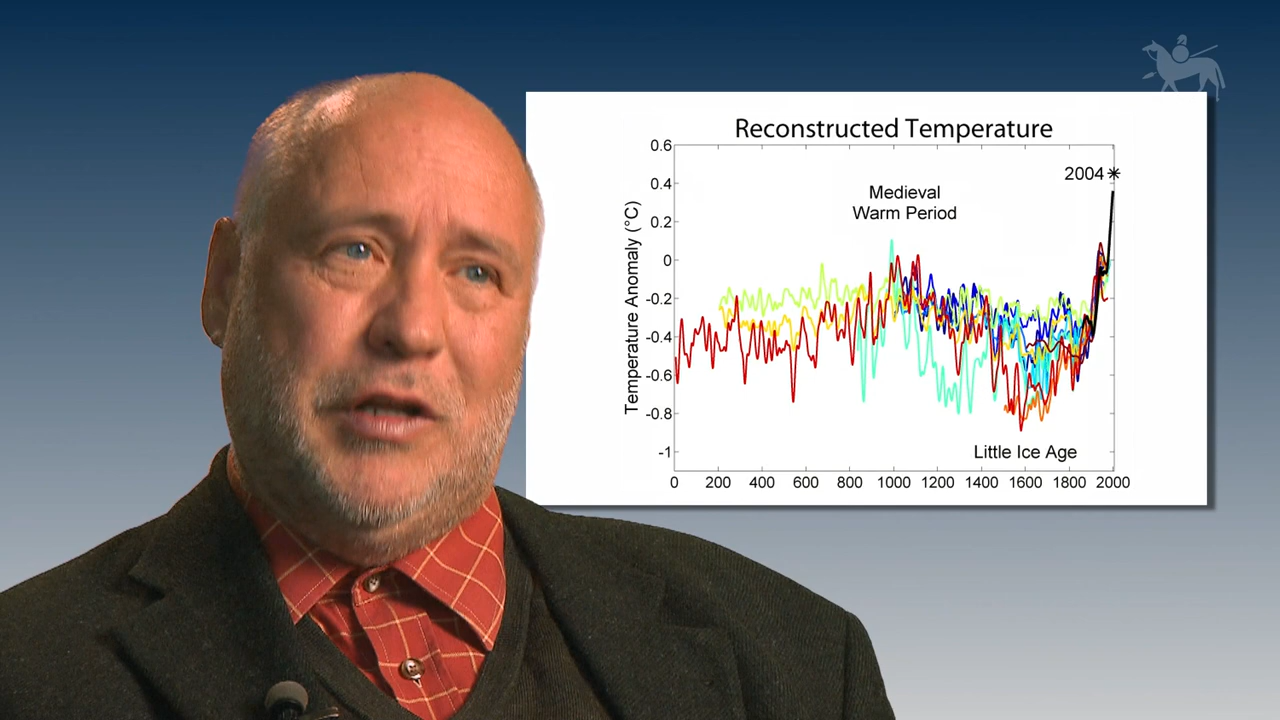 Reconstructed Temperature
0.6
0.4
0.2
0
-0.2
-0.4
-0.6
-0.8
-1
Temperature Anomaly (°C)
2004
Medieval
Warm Period
Little Ice Age
0 200 400 600 800 1000 1200 1400 1600 1800 2000